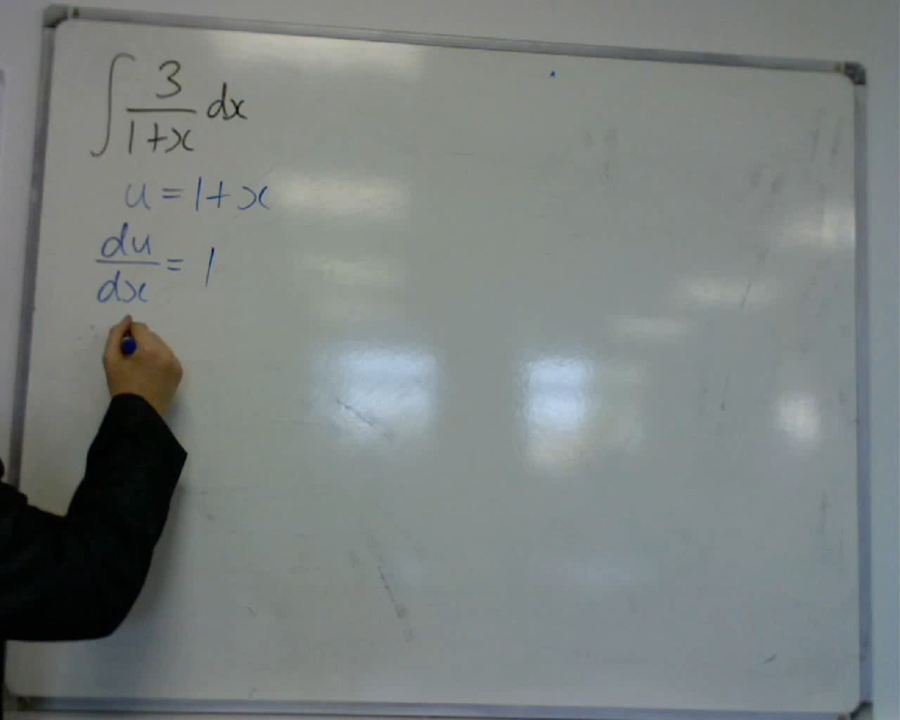 ∫ 3/(1+x) dx
u = 1+x
du/dx = 1